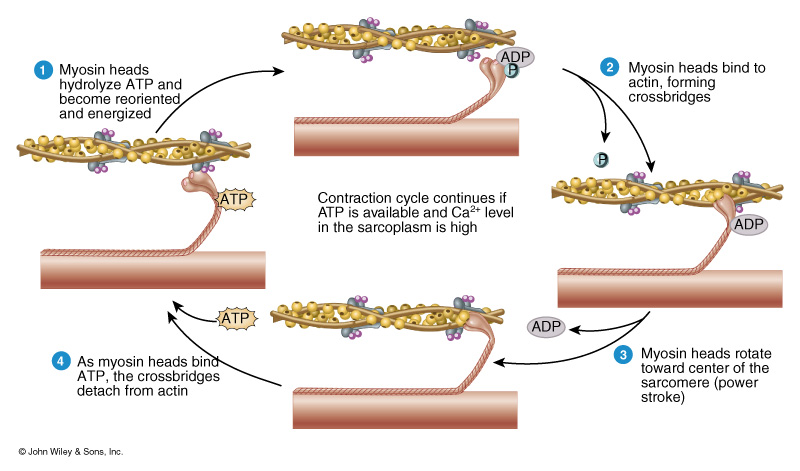 1 Myosin heads
hydrolyze ATP and
become reoriented
and energized
ADP
P
2 Myosin heads bind to
actin, forming
crossbridges
P
ATP
Contraction cycle continues if
ATP is available and Ca²⁺ level
in the sarcoplasm is high
ADP
ATP
ADP
3 Myosin heads rotate
toward center of the
sarcomere (power
stroke)
4 As myosin heads bind
ATP, the crossbridges
detach from actin
© John Wiley & Sons, Inc.